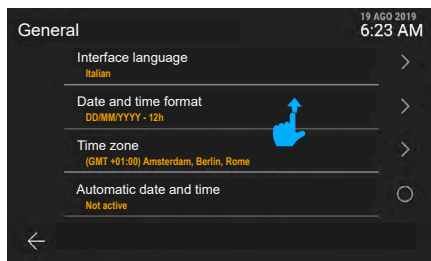 19 AGO 2019
General
6:23 AM
Interface language
Italian
Date and time format
DD/MM/YYYY - 12h
Time zone
(GMT +01:00) Amsterdam, Berlin, Rome
Automatic date and time
Not active